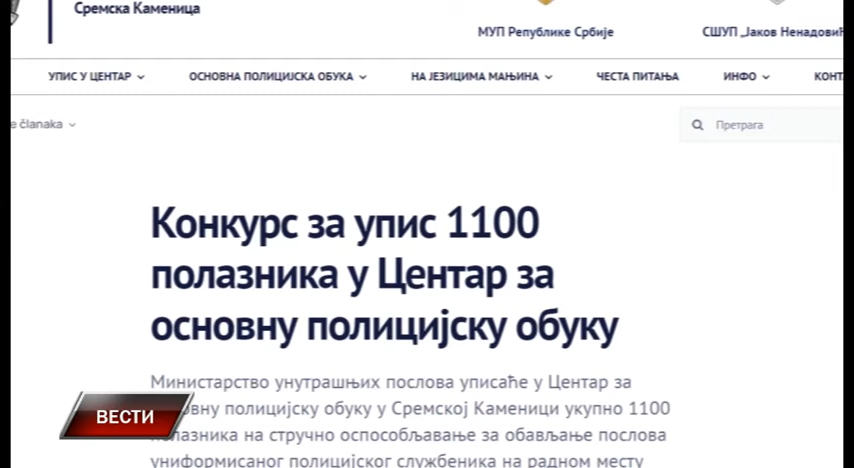 Сремска Каменица
МУП Републике Србије
СШУП „Јаков Ненадовић
УПИС У ЦЕНТАР
ОСНОВНА ПОЛИЦИЈСКА ОБУКА
НА ЈЕЗИЦИМА МАЊИНА
ЧЕСТА ПИТАЊА
ИНФО
КОНТ
e članaka
Претрага
Конкурс за упис 1100
полазника у Центар за
основну полицијску обуку
Министарство унутрашњих послова уписаће у Центар за
овну полицијску обуку у Сремској Каменици укупно 1100
полазника на стручно оспособљавање за обављање послова
униформисаног полицијског службеника на радном месту
ВЕСТИ